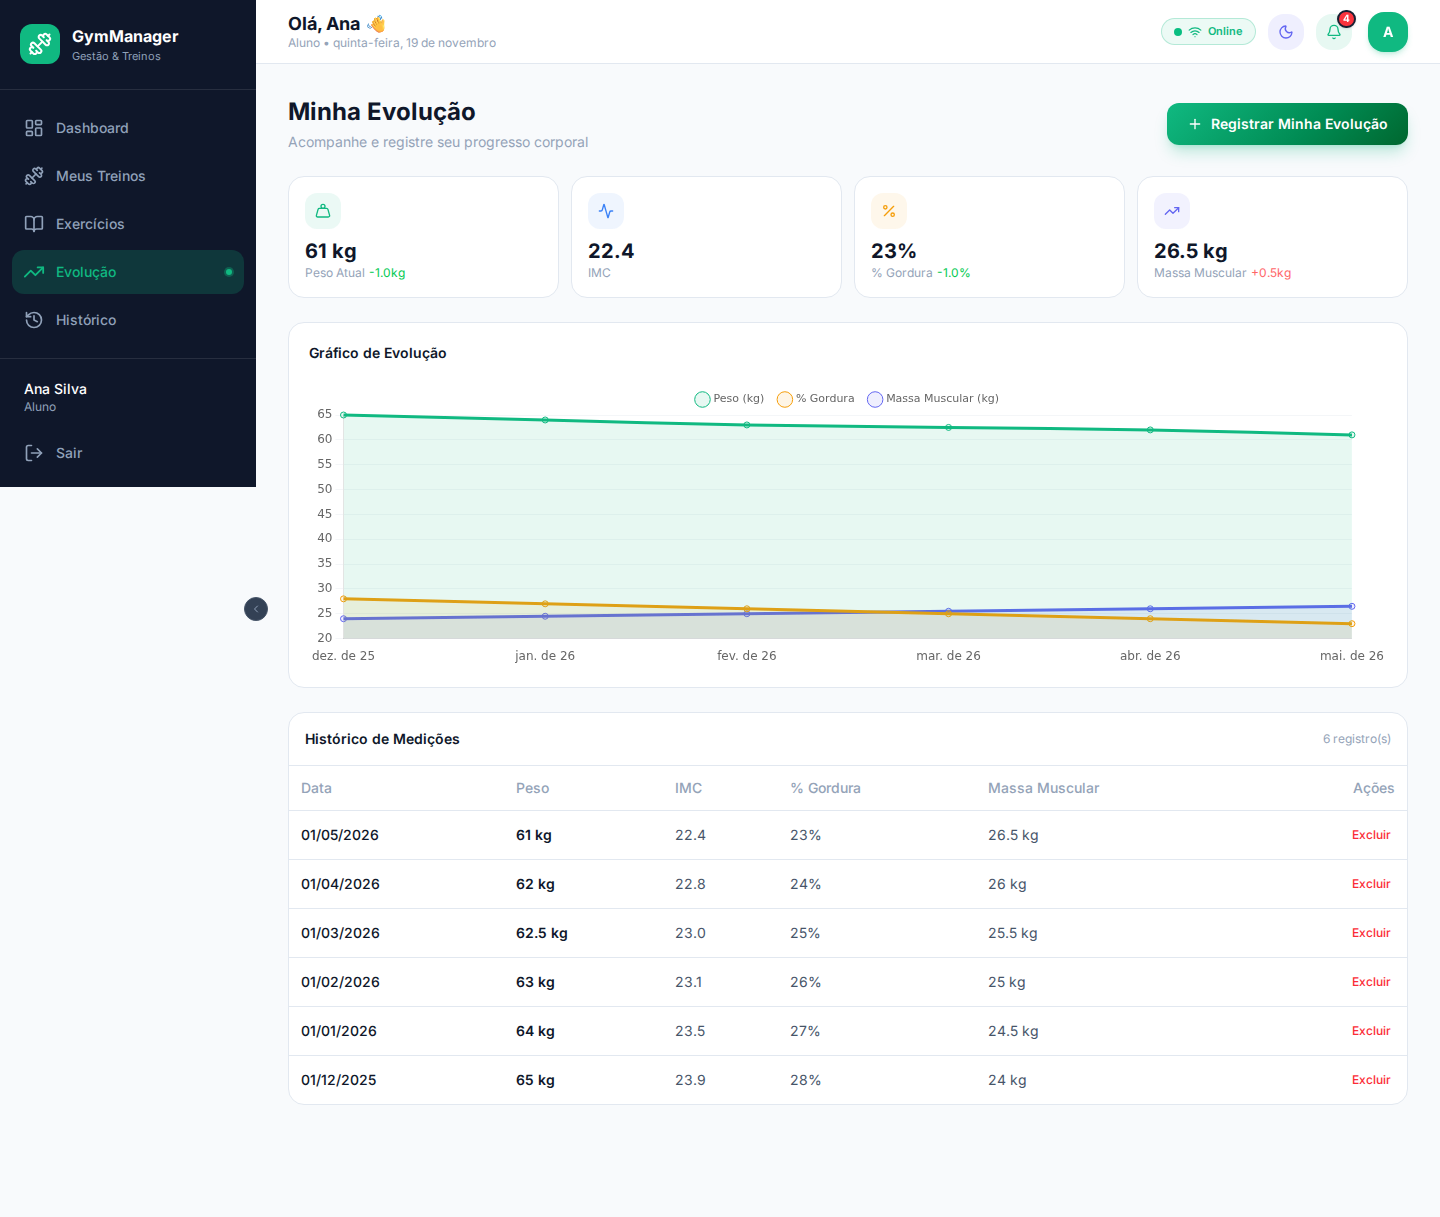 GymManager
Gestão & Treinos
Dashboard
Meus Treinos
Exercícios
Evolução
Histórico
Ana Silva
Aluno
Sair
Olá, Ana 👋
Aluno • quinta-feira, 19 de novembro
Online
4
A
Minha Evolução
Acompanhe e registre seu progresso corporal
Registrar Minha Evolução
61 kg
Peso Atual -1.0kg
22.4
IMC
23%
% Gordura -1.0%
26.5 kg
Massa Muscular +0.5kg
Gráfico de Evolução
Peso (kg) % Gordura Massa Muscular (kg)
65
60
55
50
45
40
35
30
25
20
dez. de 25 jan. de 26 fev. de 26 mar. de 26 abr. de 26 mai. de 26
Histórico de Medições 6 registro(s)
Data Peso IMC % Gordura Massa Muscular Ações
01/05/2026 61 kg 22.4 23% 26.5 kg Excluir
01/04/2026 62 kg 22.8 24% 26 kg Excluir
01/03/2026 62.5 kg 23.0 25% 25.5 kg Excluir
01/02/2026 63 kg 23.1 26% 25 kg Excluir
01/01/2026 64 kg 23.5 27% 24.5 kg Excluir
01/12/2025 65 kg 23.9 28% 24 kg Excluir